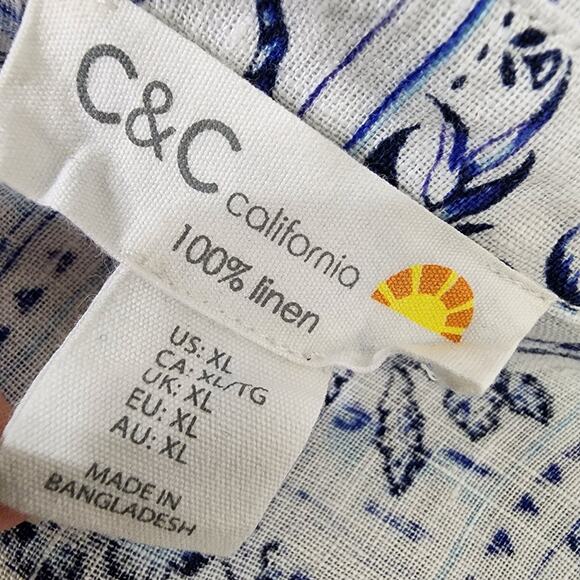 C&C
california
100% linen
US: XL
CA: XL/TG
UK: XL
EU: XL
AU: XL
MADE IN
BANGLADESH